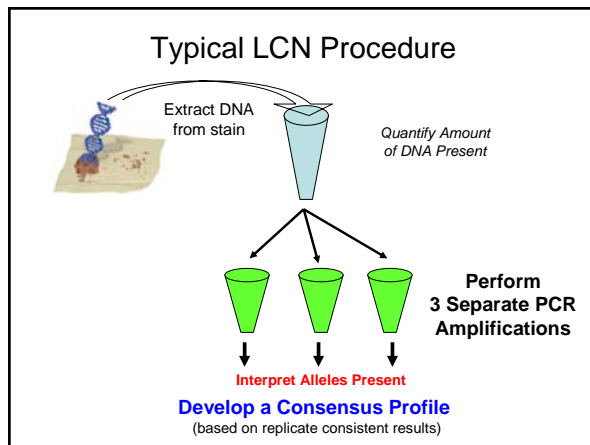 Typical LCN Procedure
Extract DNA
from stain
Quantify Amount
of DNA Present
Perform
3 Separate PCR
Amplifications
Interpret Alleles Present
Develop a Consensus Profile
(based on replicate consistent results)